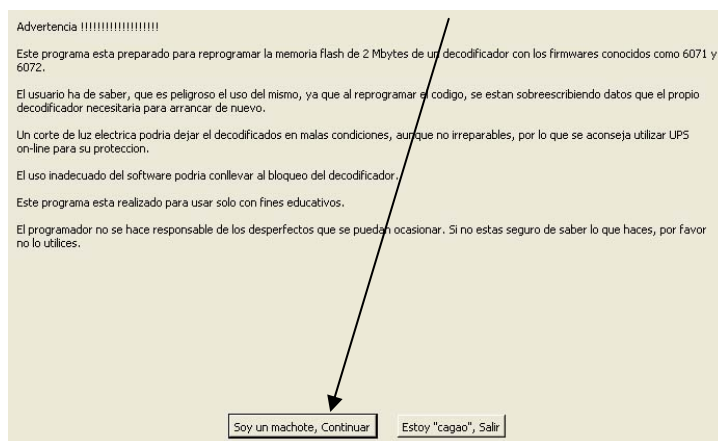 Advertencia !!!!!!!!!!!!!!!!!!!
Este programa esta preparado para reprogramar la memoria flash de 2 Mbytes de un decodificador con los firmwares conocidos como 6071 y
6072.
El usuario ha de saber, que es peligroso el uso del mismo, ya que al reprogramar el codigo, se estan sobreescribiendo datos que el propio
decodificador necesitaria para arrancar de nuevo.
Un corte de luz electrica podria dejar el decodificados en malas condiciones, aunque no irreparables, por lo que se aconseja utilizar UPS
on-line para su proteccion.
El uso inadecuado del software podria conllevar al bloqueo del decodificador.
Este programa esta realizado para usar solo con fines educativos.
El programador no se hace responsable de los desperfectos que se puedan ocasionar. Si no estas seguro de saber lo que haces, por favor
no lo utilices.
Soy un machote, Continuar
Estoy "cagao", Salir